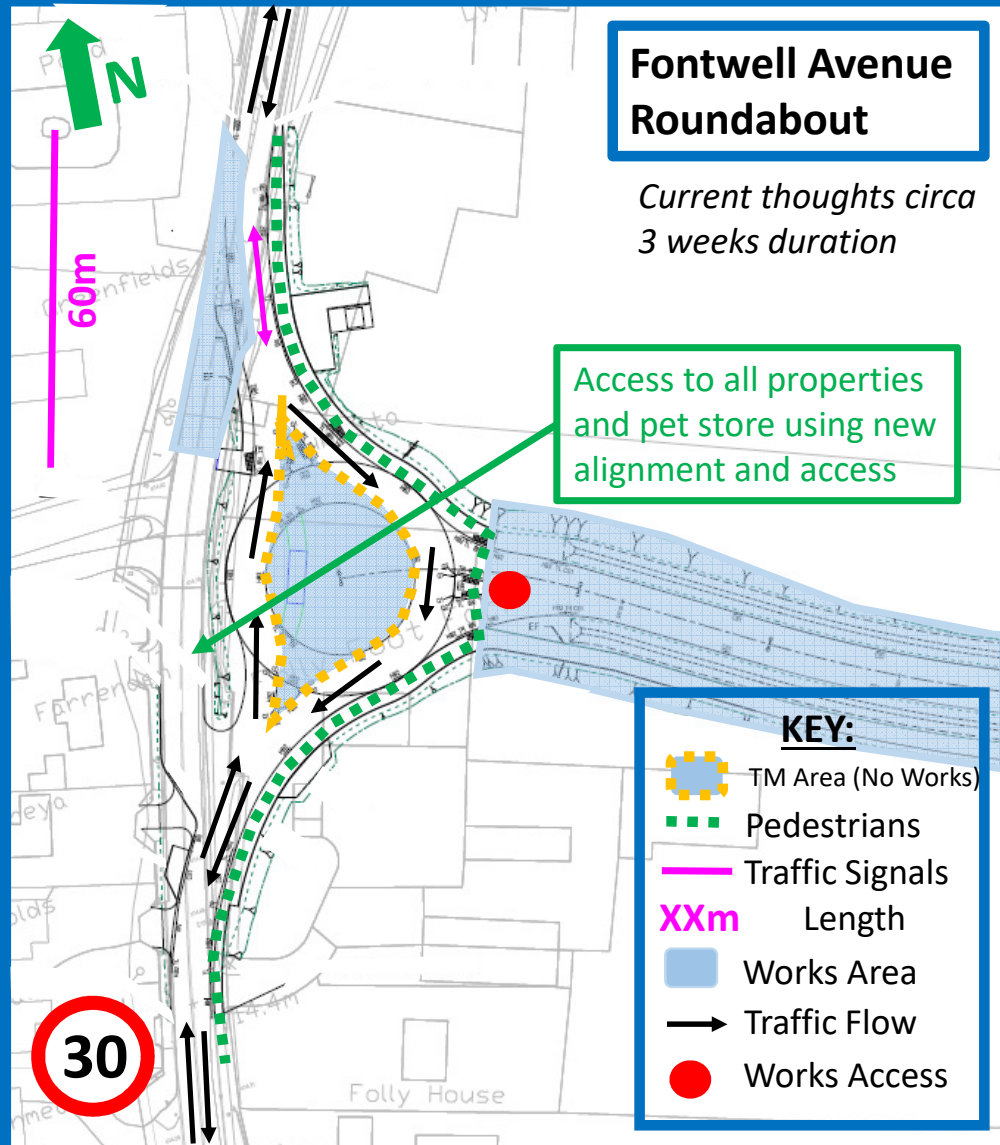 N
Fontwell Avenue
Roundabout
Current thoughts circa
3 weeks duration
60m
Access to all properties
and pet store using new
alignment and access
KEY:
TM Area (No Works)
Pedestrians
Traffic Signals
XXm Length
Works Area
Traffic Flow
Works Access
14.4m
30
Folly House